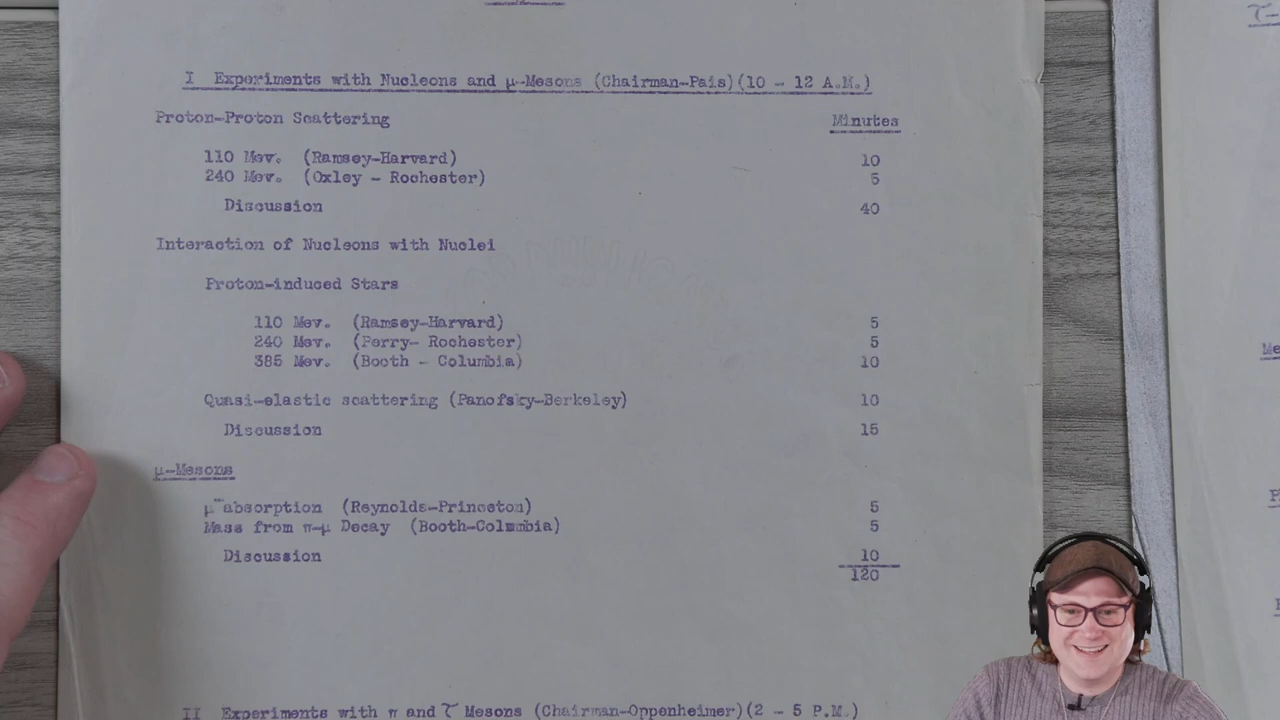 I Experiments with Nucleons and μ-Mesons (Chairman-Pais)(10 - 12 A.M.)
Proton-Proton Scattering Minutes
110 Mev. (Ramsey-Harvard) 10
240 Mev. (Oxley - Rochester) 5
Discussion 40
Interaction of Nucleons with Nuclei
Proton-induced Stars
110 Mev. (Ramsey-Harvard) 5
240 Mev. (Perry- Rochester) 5
385 Mev. (Booth - Columbia) 10
Quasi-elastic scattering (Panofsky-Berkeley) 10
Discussion 15
μ-Mesons
μ⁻absorption (Reynolds-Princeton) 5
Mass from π-μ Decay (Booth-Columbia) 5
Discussion 10
120
II Experiments with π and τ Mesons (Chairman-Oppenheimer)(2 - 5 P.M.)
τ-
Me